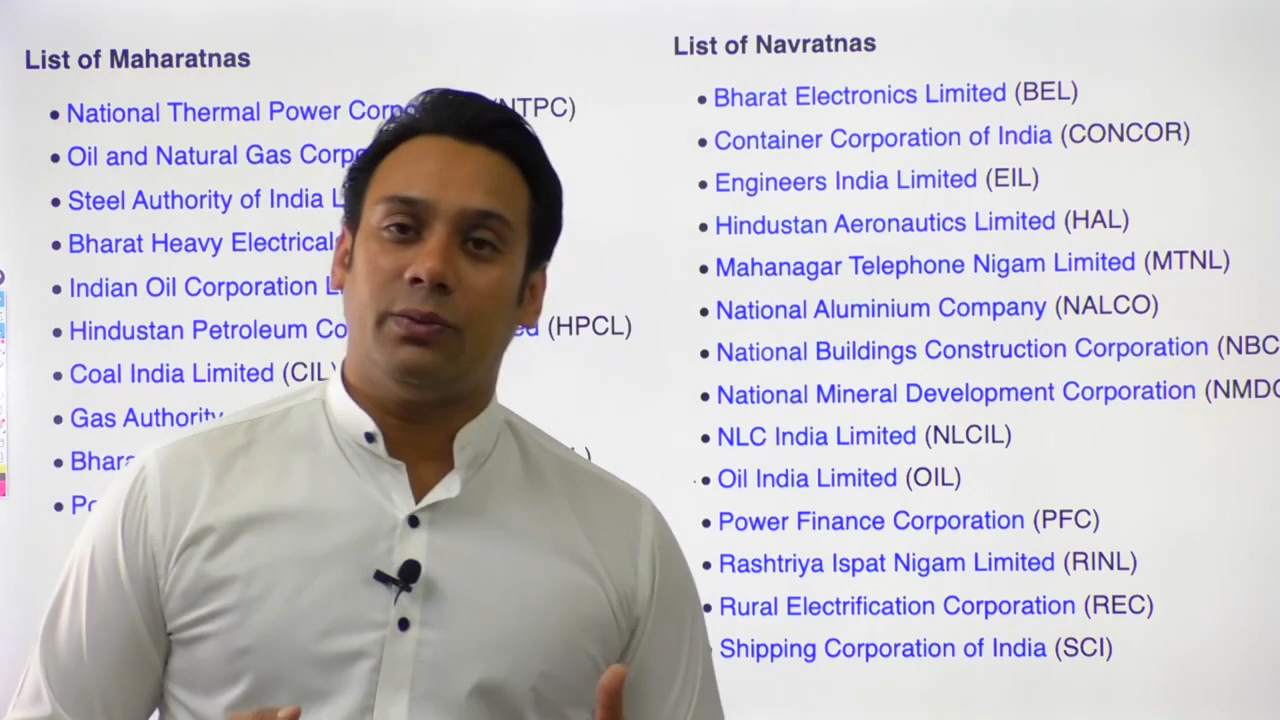 List of Maharatnas
• National Thermal Power Corpo (NTPC)
• Oil and Natural Gas Corpo
• Steel Authority of India L
• Bharat Heavy Electricals
• Indian Oil Corporation L
• Hindustan Petroleum Co ed (HPCL)
• Coal India Limited (CIL)
• Gas Authority
• Bhara L)
• Po
List of Navratnas
• Bharat Electronics Limited (BEL)
• Container Corporation of India (CONCOR)
• Engineers India Limited (EIL)
• Hindustan Aeronautics Limited (HAL)
• Mahanagar Telephone Nigam Limited (MTNL)
• National Aluminium Company (NALCO)
• National Buildings Construction Corporation (NBC
• National Mineral Development Corporation (NMDC
• NLC India Limited (NLCIL)
• Oil India Limited (OIL)
• Power Finance Corporation (PFC)
• Rashtriya Ispat Nigam Limited (RINL)
• Rural Electrification Corporation (REC)
• Shipping Corporation of India (SCI)